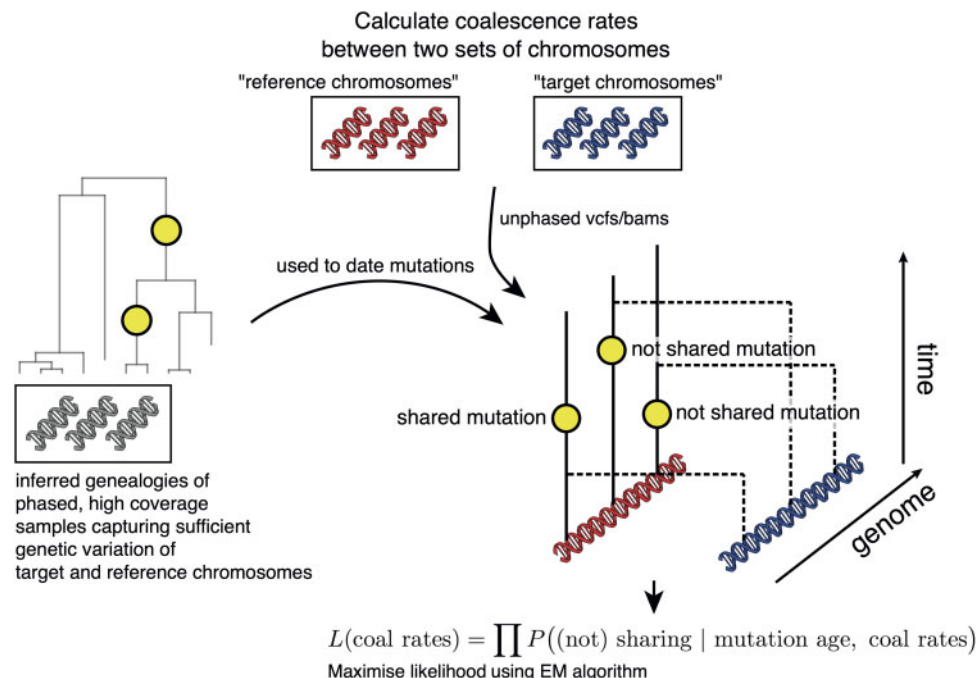 Calculate coalescence rates
between two sets of chromosomes
"reference chromosomes"
"target chromosomes"
unphased vcfs/bams
used to date mutations
not shared mutation
shared mutation
not shared mutation
time
genome
inferred genealogies of
phased, high coverage
samples capturing sufficient
genetic variation of
target and reference chromosomes
L(coal rates) = ∏ P((not) sharing | mutation age, coal rates)
Maximise likelihood using EM algorithm